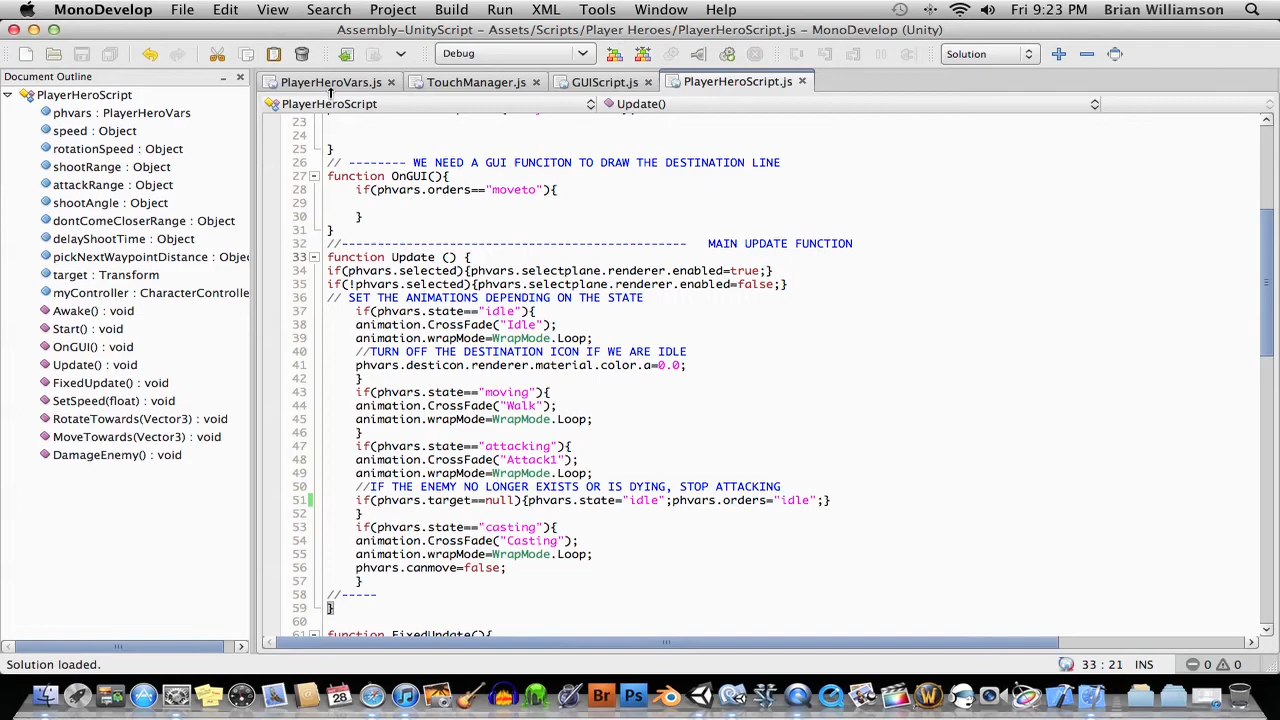 MonoDevelop File Edit View Search Project Build Run XML Tools Window Help Fri 9:23 PM Brian Williamson
Assembly-UnityScript - Assets/Scripts/Player Heroes/PlayerHeroScript.js - MonoDevelop (Unity)
Debug Solution
Document Outline
PlayerHeroVars.js TouchManager.js GUIScript.js PlayerHeroScript.js
PlayerHeroScript Update()
PlayerHeroScript
phvars : PlayerHeroVars
speed : Object
rotationSpeed : Object
shootRange : Object
attackRange : Object
shootAngle : Object
dontComeCloserRange : Object
delayShootTime : Object
pickNextWaypointDistance : Obje
target : Transform
myController : CharacterControlle
Awake() : void
Start() : void
OnGUI() : void
Update() : void
FixedUpdate() : void
SetSpeed(float) : void
RotateTowards(Vector3) : void
MoveTowards(Vector3) : void
DamageEnemy() : void
23
24
25 }
26 // -------- WE NEED A GUI FUNCITON TO DRAW THE DESTINATION LINE
27 function OnGUI(){
28 if(phvars.orders=="moveto"){
29
30 }
31 }
32 //------------------------------------------------ MAIN UPDATE FUNCTION
33 function Update () {
34 if(phvars.selected){phvars.selectplane.renderer.enabled=true;}
35 if(!phvars.selected){phvars.selectplane.renderer.enabled=false;}
36 // SET THE ANIMATIONS DEPENDING ON THE STATE
37 if(phvars.state=="idle"){
38 animation.CrossFade("Idle");
39 animation.wrapMode=WrapMode.Loop;
40 //TURN OFF THE DESTINATION ICON IF WE ARE IDLE
41 phvars.desticon.renderer.material.color.a=0.0;
42 }
43 if(phvars.state=="moving"){
44 animation.CrossFade("Walk");
45 animation.wrapMode=WrapMode.Loop;
46 }
47 if(phvars.state=="attacking"){
48 animation.CrossFade("Attack1");
49 animation.wrapMode=WrapMode.Loop;
50 //IF THE ENEMY NO LONGER EXISTS OR IS DYING, STOP ATTACKING
51 if(phvars.target==null){phvars.state="idle";phvars.orders="idle";}
52 }
53 if(phvars.state=="casting"){
54 animation.CrossFade("Casting");
55 animation.wrapMode=WrapMode.Loop;
56 phvars.canmove=false;
57 }
58 //-----
59 }
60
61 function FixedUpdate(){
Solution loaded. 33 : 21 INS 0 0
28 Br Ps